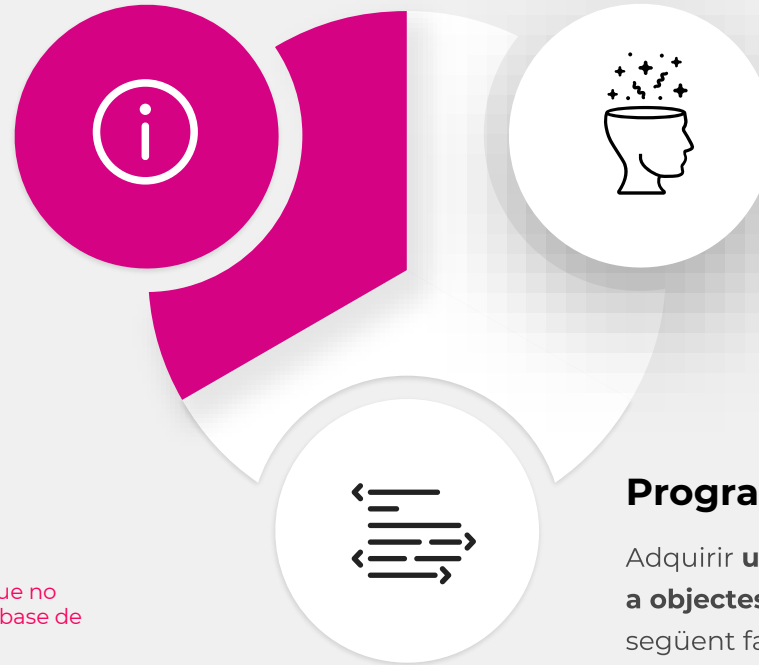 Progra
Adquirir u
a objectes
següent fa
ue no
base de